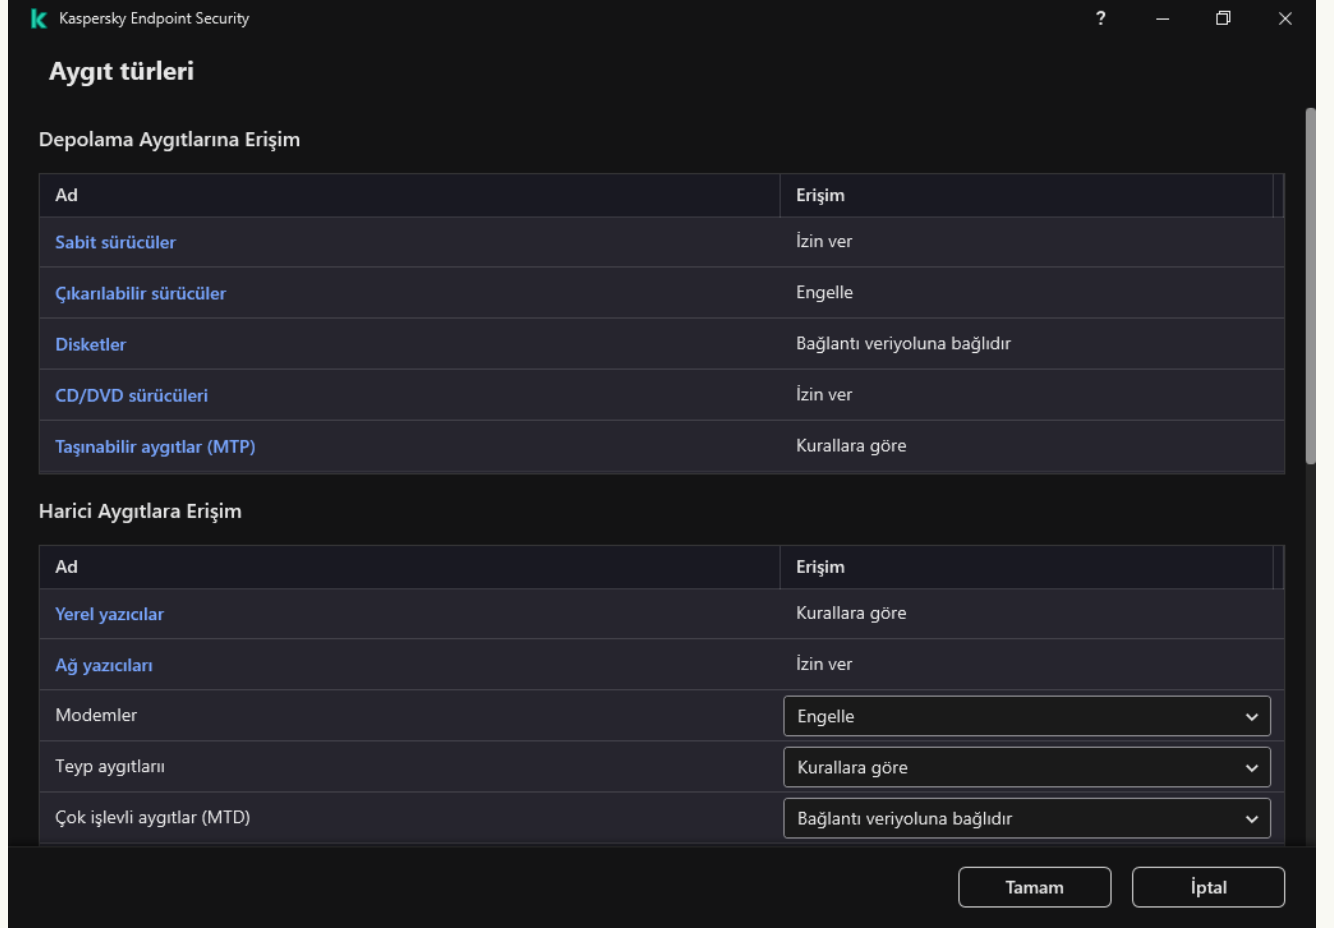 Kaspersky Endpoint Security ?
Aygıt türleri
Depolama Aygıtlarına Erişim
Ad Erişim
Sabit sürücüler İzin ver
Çıkarılabilir sürücüler Engelle
Disketler Bağlantı veriyoluna bağlıdır
CD/DVD sürücüleri İzin ver
Taşınabilir aygıtlar (MTP) Kurallara göre
Harici Aygıtlara Erişim
Ad Erişim
Yerel yazıcılar Kurallara göre
Ağ yazıcıları İzin ver
Modemler Engelle
Teyp aygıtlarıı Kurallara göre
Çok işlevli aygıtlar (MTD) Bağlantı veriyoluna bağlıdır
Tamam İptal